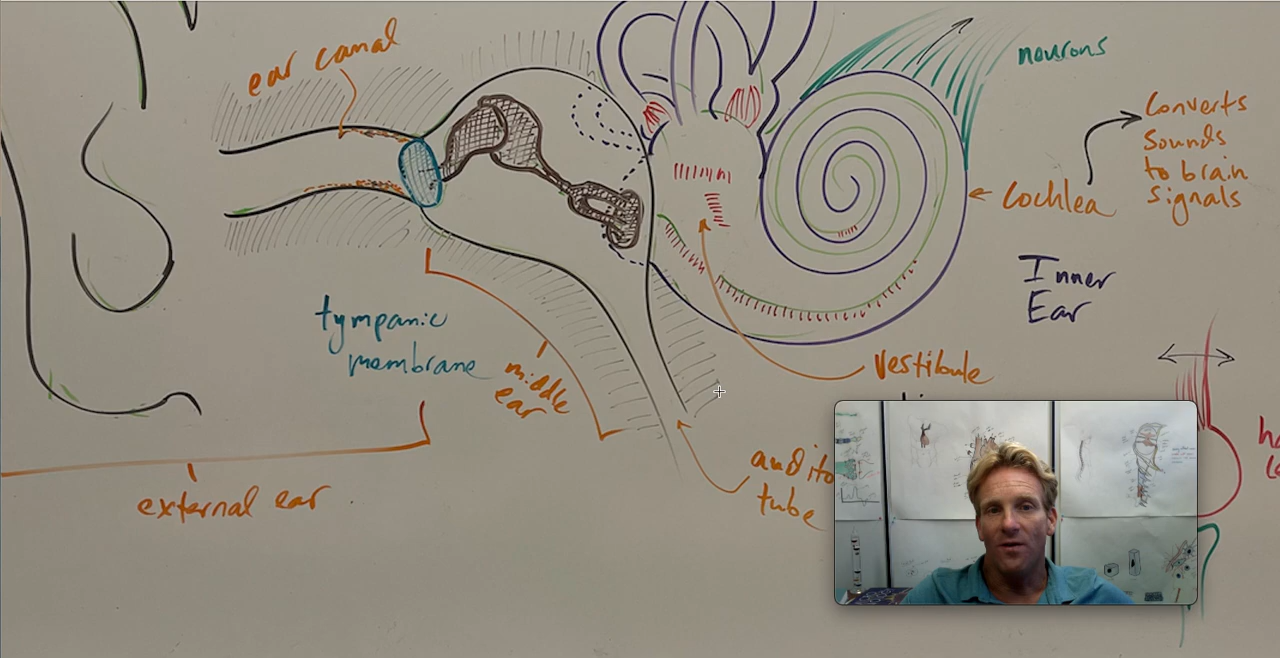 ear canal
neurons
Converts
Sounds
to brain
signals
Cochlea
Inner
Ear
tympanic
membrane
middle
ear
vestibule
external ear
audito
tube